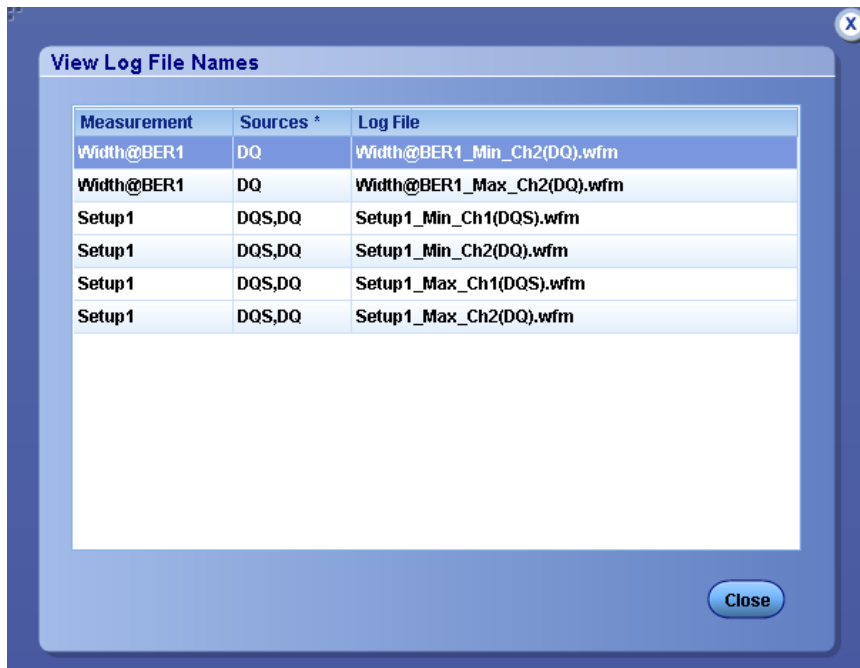 X
View Log File Names
Measurement Sources * Log File
Width@BER1 DQ Width@BER1_Min_Ch2(DQ).wfm
Width@BER1 DQ Width@BER1_Max_Ch2(DQ).wfm
Setup1 DQS,DQ Setup1_Min_Ch1(DQS).wfm
Setup1 DQS,DQ Setup1_Min_Ch2(DQ).wfm
Setup1 DQS,DQ Setup1_Max_Ch1(DQS).wfm
Setup1 DQS,DQ Setup1_Max_Ch2(DQ).wfm
Close